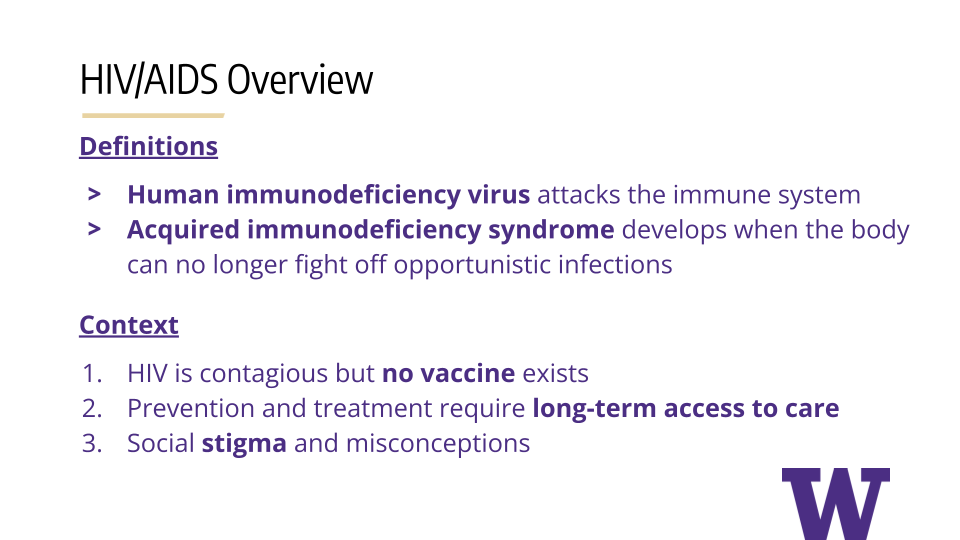 HIV/AIDS Overview
Definitions
> Human immunodeficiency virus attacks the immune system
> Acquired immunodeficiency syndrome develops when the body
can no longer fight off opportunistic infections
Context
1. HIV is contagious but no vaccine exists
2. Prevention and treatment require long-term access to care
3. Social stigma and misconceptions
W